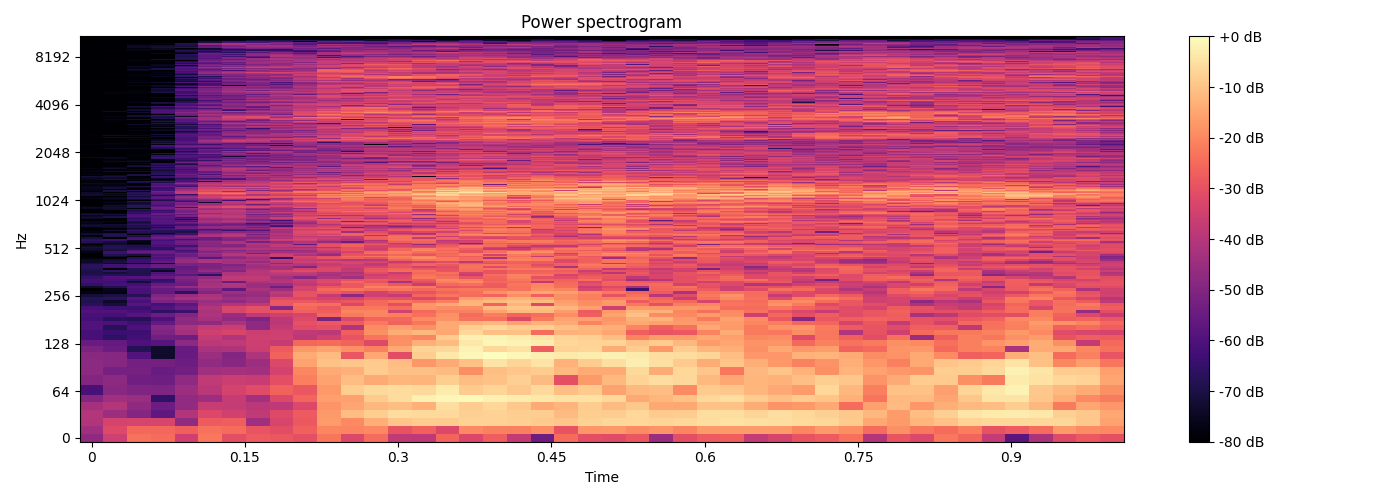 Power spectrogram
Hz
8192
4096
2048
1024
512
256
128
64
0
0 0.15 0.3 0.45 0.6 0.75 0.9
Time
+0 dB
-10 dB
-20 dB
-30 dB
-40 dB
-50 dB
-60 dB
-70 dB
-80 dB